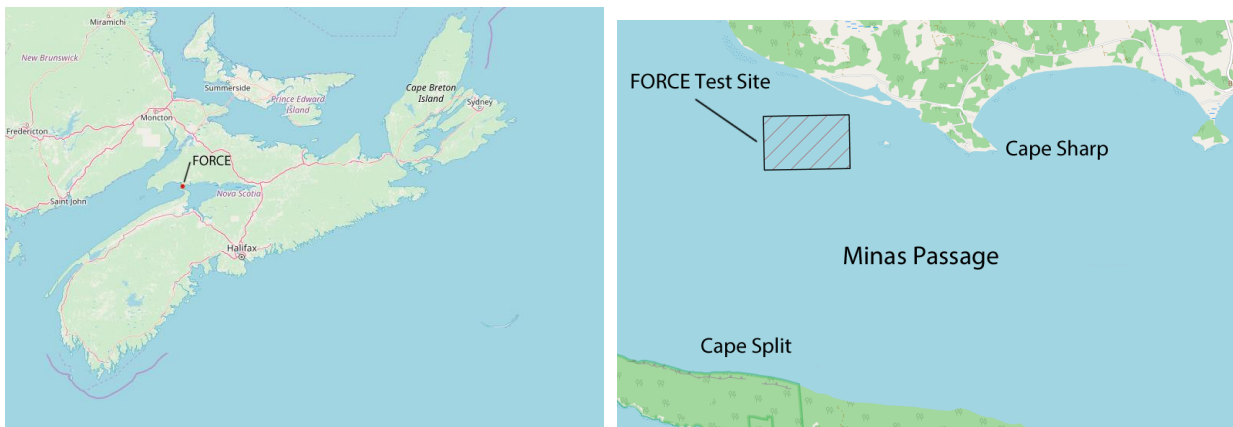 Miramichi
New Brunswick
Summerside
Prince Edward
Island
Cape Breton
Island
Sydney
Moncton
Fredericton
FORCE
Nova Scotia
Saint John
Halifax
FORCE Test Site
Cape Sharp
Minas Passage
Cape Split